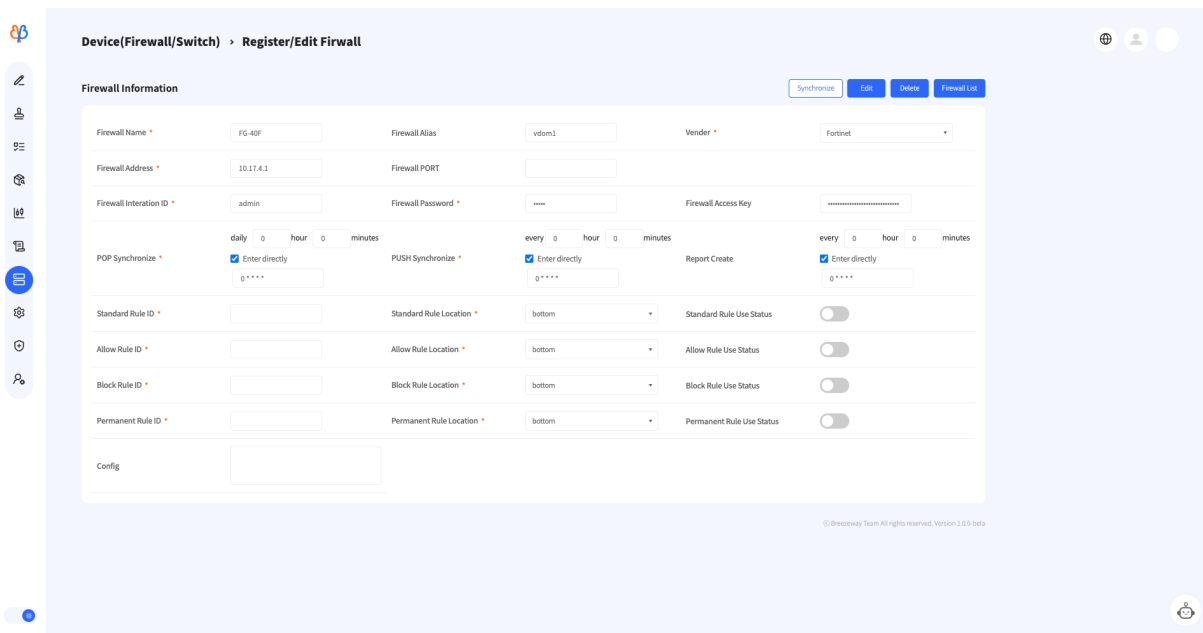 Device(Firewall/Switch) › Register/Edit Firwall
Firewall Information Synchronize Edit Delete Firewall List
Firewall Name * FG-40F Firewall Alias vdom1 Vender * Fortinet
Firewall Address * 10.17.4.1 Firewall PORT
Firewall Interation ID * admin Firewall Password * ••••• Firewall Access Key ••••••••••••••••••••••••••••••
daily 0 hour 0 minutes every 0 hour 0 minutes every 0 hour 0 minutes
POP Synchronize * Enter directly PUSH Synchronize * Enter directly Report Create Enter directly
0 * * * * 0 * * * * 0 * * * *
Standard Rule ID * Standard Rule Location * bottom Standard Rule Use Status
Allow Rule ID * Allow Rule Location * bottom Allow Rule Use Status
Block Rule ID * Block Rule Location * bottom Block Rule Use Status
Permanent Rule ID * Permanent Rule Location * bottom Permanent Rule Use Status
Config
ⓒ Breezeway Team All rights reserved. Version 1.0.0-beta